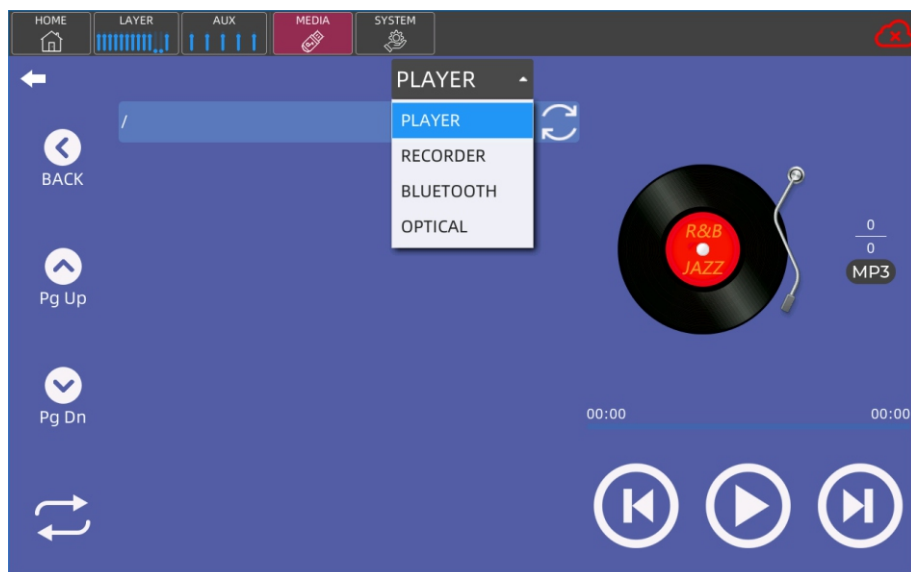 HOME LAYER AUX MEDIA SYSTEM
PLAYER
/
PLAYER
RECORDER
BLUETOOTH
OPTICAL
BACK
Pg Up
Pg Dn
R&B
JAZZ
0
0
MP3
00:00 00:00